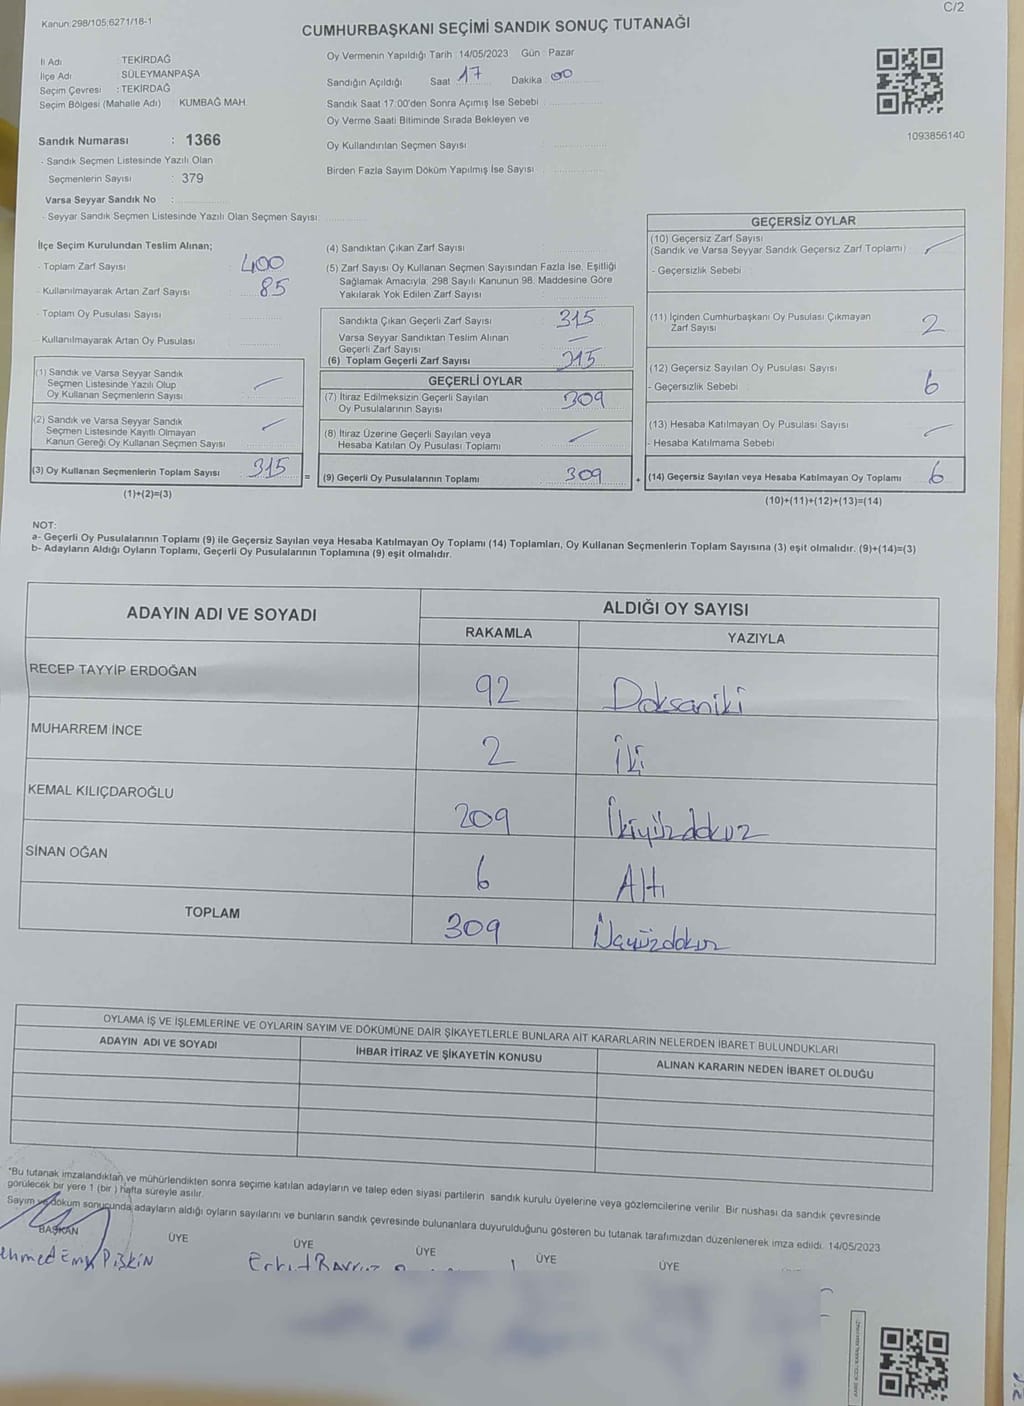 Kanun:298/105;6271/18-1
C/2
CUMHURBAŞKANI SEÇİMİ SANDIK SONUÇ TUTANAĞI
İl Adı : TEKİRDAĞ
İlçe Adı : SÜLEYMANPAŞA
Seçim Çevresi : TEKİRDAĞ
Seçim Bölgesi (Mahalle Adı) : KUMBAĞ MAH.
Sandık Numarası : 1366
- Sandık Seçmen Listesinde Yazılı Olan
Seçmenlerin Sayısı : 379
Varsa Seyyar Sandık No :
- Seyyar Sandık Seçmen Listesinde Yazılı Olan Seçmen Sayısı:
Oy Vermenin Yapıldığı Tarih : 14/05/2023 Gün : Pazar
Sandığın Açıldığı Saat 17 Dakika 00
Sandık Saat 17:00'den Sonra Açımış İse Sebebi
Oy Verme Saati Bitiminde Sırada Bekleyen ve
Oy Kullandırılan Seçmen Sayısı
Birden Fazla Sayım Döküm Yapılmış İse Sayısı
1093856140
İlçe Seçim Kurulundan Teslim Alınan;
- Toplam Zarf Sayısı 400
- Kullanılmayarak Artan Zarf Sayısı 85
- Toplam Oy Pusulası Sayısı
- Kullanılmayarak Artan Oy Pusulası
(1) Sandık ve Varsa Seyyar Sandık
Seçmen Listesinde Yazılı Olup
Oy Kullanan Seçmenlerin Sayısı
(2) Sandık ve Varsa Seyyar Sandık
Seçmen Listesinde Kayıtlı Olmayan
Kanun Gereği Oy Kullanan Seçmen Sayısı
(3) Oy Kullanan Seçmenlerin Toplam Sayısı 315 =
(1)+(2)=(3)
(4) Sandıktan Çıkan Zarf Sayısı
(5) Zarf Sayısı Oy Kullanan Seçmen Sayısından Fazla İse, Eşitliği
Sağlamak Amacıyla, 298 Sayılı Kanunun 98. Maddesine Göre
Yakılarak Yok Edilen Zarf Sayısı
Sandıkta Çıkan Geçerli Zarf Sayısı 315
Varsa Seyyar Sandıktan Teslim Alınan
Geçerli Zarf Sayısı —
(6) Toplam Geçerli Zarf Sayısı 315
GEÇERLİ OYLAR
(7) İtiraz Edilmeksizin Geçerli Sayılan
Oy Pusulalarının Sayısı 309
(8) İtiraz Üzerine Geçerli Sayılan veya
Hesaba Katılan Oy Pusulası Toplamı
(9) Geçerli Oy Pusulalarının Toplamı 309 +
GEÇERSİZ OYLAR
(10) Geçersiz Zarf Sayısı
(Sandık ve Varsa Seyyar Sandık Geçersiz Zarf Toplamı)
- Geçersizlik Sebebi
(11) İçinden Cumhurbaşkanı Oy Pusulası Çıkmayan
Zarf Sayısı 2
(12) Geçersiz Sayılan Oy Pusulası Sayısı
- Geçersizlik Sebebi 6
(13) Hesaba Katılmayan Oy Pusulası Sayısı
- Hesaba Katılmama Sebebi
(14) Geçersiz Sayılan veya Hesaba Katılmayan Oy Toplamı 6
(10)+(11)+(12)+(13)=(14)
NOT:
a- Geçerli Oy Pusulalarının Toplamı (9) ile Geçersiz Sayılan veya Hesaba Katılmayan Oy Toplamı (14) Toplamları, Oy Kullanan Seçmenlerin Toplam Sayısına (3) eşit olmalıdır. (9)+(14)=(3)
b- Adayların Aldığı Oyların Toplamı, Geçerli Oy Pusulalarının Toplamına (9) eşit olmalıdır.
ADAYIN ADI VE SOYADI
ALDIĞI OY SAYISI
RAKAMLA YAZIYLA
RECEP TAYYİP ERDOĞAN 92 Doksaniki
MUHARREM İNCE 2 İki
KEMAL KILIÇDAROĞLU 209 İkiyüzdokuz
SİNAN OĞAN 6 Altı
TOPLAM 309 Üçyüzdokuz
OYLAMA İŞ VE İŞLEMLERİNE VE OYLARIN SAYIM VE DÖKÜMÜNE DAİR ŞİKAYETLERLE BUNLARA AİT KARARLARIN NELERDEN İBARET BULUNDUKLARI
ADAYIN ADI VE SOYADI İHBAR İTİRAZ VE ŞİKAYETİN KONUSU ALINAN KARARIN NEDEN İBARET OLDUĞU
*Bu tutanak imzalandıktan ve mühürlendikten sonra seçime katılan adayların ve talep eden siyasi partilerin sandık kurulu üyelerine veya gözlemcilerine verilir. Bir nushası da sandık çevresinde
görülecek bir yere 1 (bir) hafta süreyle asılır.
Sayım ve döküm sonucunda adayların aldığı oyların sayılarını ve bunların sandık çevresinde bulunanlara duyurulduğunu gösteren bu tutanak tarafımızdan düzenlenerek imza edildi. 14/05/2023
BAŞKAN ÜYE ÜYE ÜYE ÜYE ÜYE
PİŞKİN